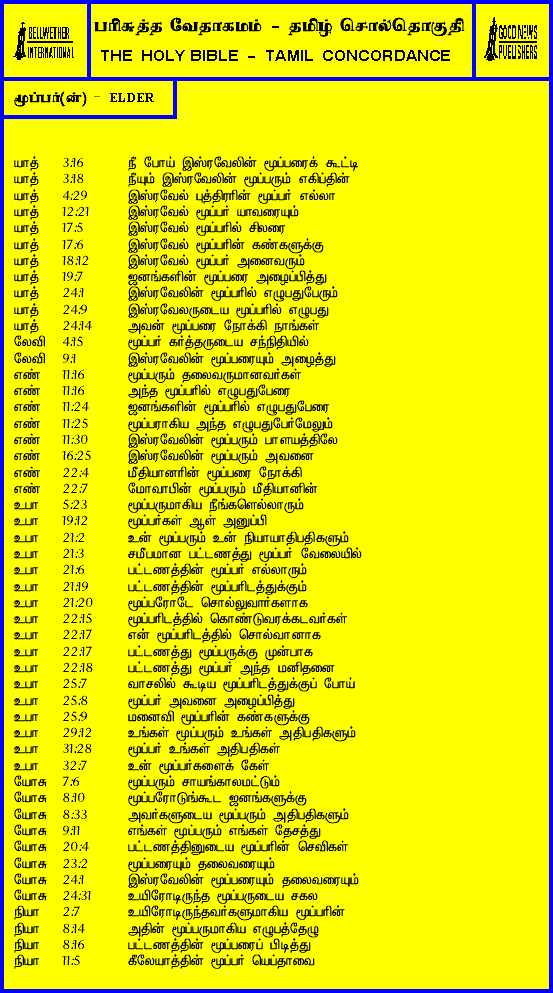 BELLWETHER
INTERNATIONAL
பரிசுத்த வேதாகமம் - தமிழ் சொல்தொகுதி
THE HOLY BIBLE - TAMIL CONCORDANCE
GOOD NEWS
PUBLISHERS
மூப்பர்(ன்) - ELDER
யாத் 3:16 நீ போய் இஸ்ரவேலின் மூப்பரைக் கூட்டி
யாத் 3:18 நீயும் இஸ்ரவேலின் மூப்பரும் எகிப்தின்
யாத் 4:29 இஸ்ரவேல் புத்திரரின் மூப்பர் எல்லா
யாத் 12:21 இஸ்ரவேல் மூப்பர் யாவரையும்
யாத் 17:5 இஸ்ரவேல் மூப்பரில் சிலரை
யாத் 17:6 இஸ்ரவேல் மூப்பரின் கண்களுக்கு
யாத் 18:12 இஸ்ரவேல் மூப்பர் அனைவரும்
யாத் 19:7 ஜனங்களின் மூப்பரை அழைப்பித்து
யாத் 24:1 இஸ்ரவேலின் மூப்பரில் எழுபதுபேரும்
யாத் 24:9 இஸ்ரவேலருடைய மூப்பரில் எழுபது
யாத் 24:14 அவன் மூப்பரை நோக்கி நாங்கள்
லேவி 4:15 மூப்பர் கர்த்தருடைய சந்நிதியில்
லேவி 9:1 இஸ்ரவேலின் மூப்பரையும் அழைத்து
எண் 11:16 மூப்பரும் தலைவருமானவர்கள்
எண் 11:16 அந்த மூப்பரில் எழுபதுபேரை
எண் 11:24 ஜனங்களின் மூப்பரில் எழுபதுபேரை
எண் 11:25 மூப்பராகிய அந்த எழுபதுபேர்மேலும்
எண் 11:30 இஸ்ரவேலின் மூப்பரும் பாளயத்திலே
எண் 16:25 இஸ்ரவேலின் மூப்பரும் அவனை
எண் 22:4 மீதியானரின் மூப்பரை நோக்கி
எண் 22:7 மோவாபின் மூப்பரும் மீதியானின்
உபா 5:23 மூப்பருமாகிய நீங்களெல்லாரும்
உபா 19:12 மூப்பர்கள் ஆள் அனுப்பி
உபா 21:2 உன் மூப்பரும் உன் நியாயாதிபதிகளும்
உபா 21:3 சமீபமான பட்டணத்து மூப்பர் வேலையில்
உபா 21:6 பட்டணத்தின் மூப்பர் எல்லாரும்
உபா 21:19 பட்டணத்தின் மூப்பரிடத்துக்கும்
உபா 21:20 மூப்பரோடே சொல்லுவார்களாக
உபா 22:15 மூப்பரிடத்தில் கொண்டுவரக்கடவர்கள்
உபா 22:17 என் மூப்பரிடத்தில் சொல்வானாக
உபா 22:17 பட்டணத்து மூப்பருக்கு முன்பாக
உபா 22:18 பட்டணத்து மூப்பர் அந்த மனிதனை
உபா 25:7 வாசலில் கூடிய மூப்பரிடத்துக்குப் போய்
உபா 25:8 மூப்பர் அவனை அழைப்பித்து
உபா 25:9 மனைவி மூப்பரின் கண்களுக்கு
உபா 29:12 உங்கள் மூப்பரும் உங்கள் அதிபதிகளும்
உபா 31:28 மூப்பர் உங்கள் அதிபதிகள்
உபா 32:7 உன் மூப்பர்களைக் கேள்
யோசு 7:6 மூப்பரும் சாயங்காலமட்டும்
யோசு 8:10 மூப்பரோடுங்கூட ஜனங்களுக்கு
யோசு 8:33 அவர்களுடைய மூப்பரும் அதிபதிகளும்
யோசு 9:11 எங்கள் மூப்பரும் எங்கள் தேசத்து
யோசு 20:4 பட்டணத்தினுடைய மூப்பரின் செவிகள்
யோசு 23:2 மூப்பரையும் தலைவரையும்
யோசு 24:1 இஸ்ரவேலின் மூப்பரையும் தலைவரையும்
யோசு 24:31 உயிரோடிருந்த மூப்பருடைய சகல
நியா 2:7 உயிரோடிருந்தவர்களுமாகிய மூப்பரின்
நியா 8:14 அதின் மூப்பருமாகிய எழுபத்தேழு
நியா 8:16 பட்டணத்தின் மூப்பரைப் பிடித்து
நியா 11:5 கீலேயாத்தின் மூப்பர் யெப்தாவை